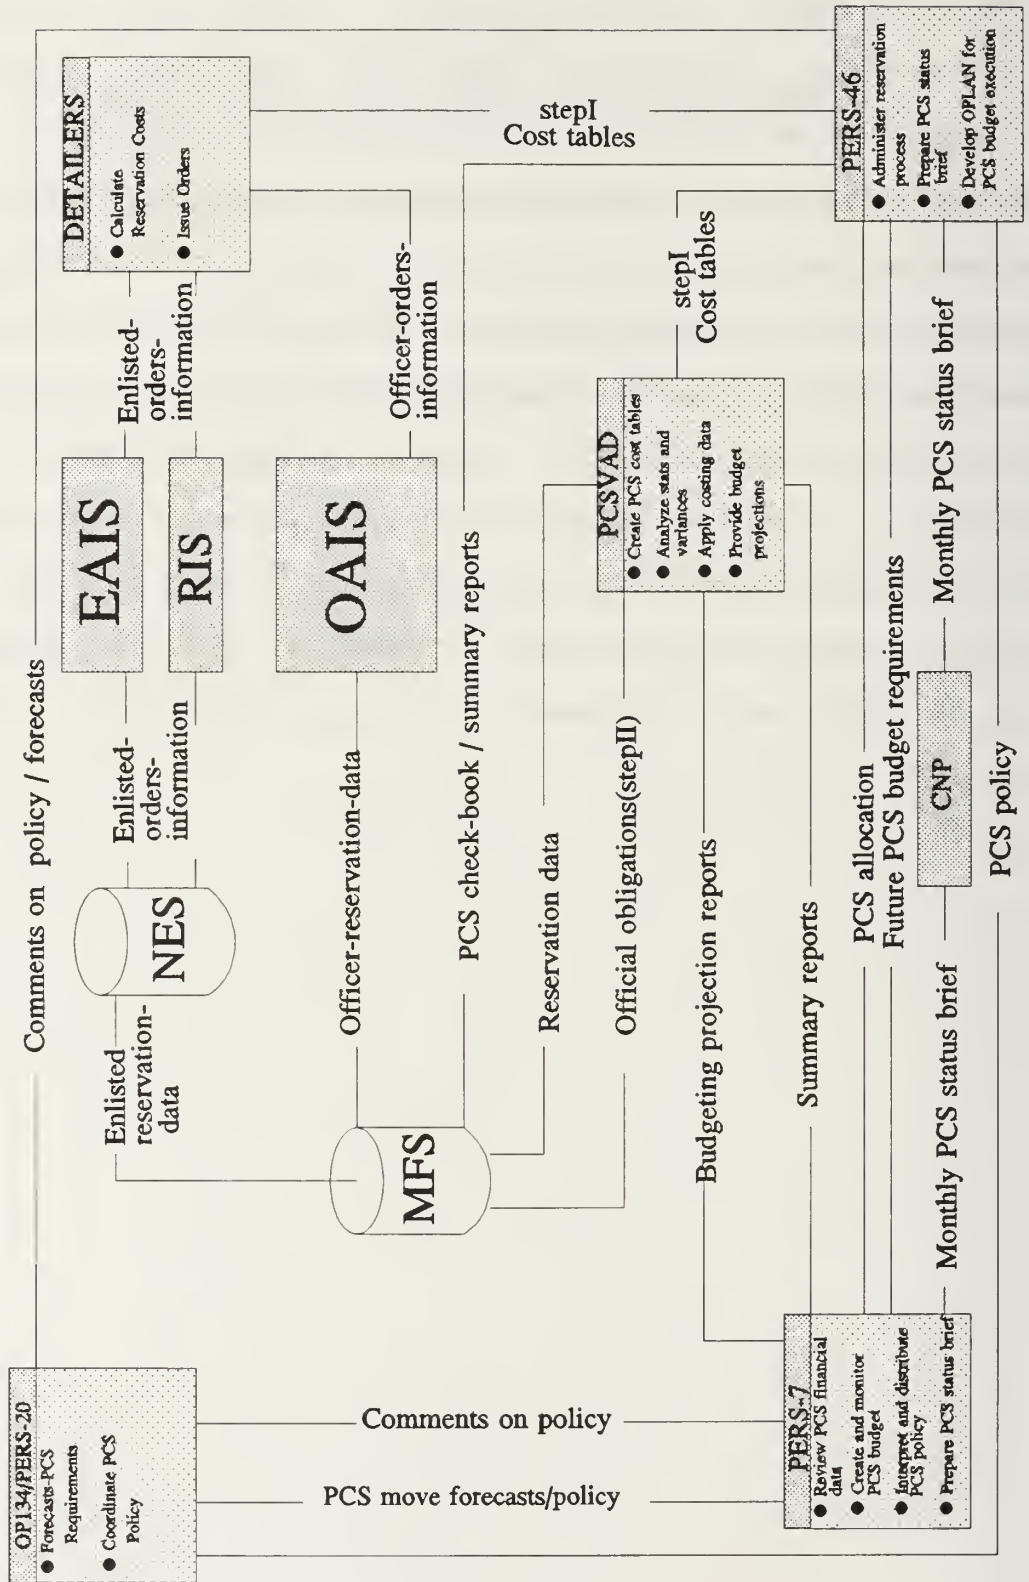 OP134/PERS-20
● Forecasts-PCS
Requirements
● Coordinate PCS
Policy
Comments on policy / forecasts
DETAILERS
● Calculate
Reservation Costs
● Issue Orders
EAIS
RIS
OAIS
Enlisted-
orders-
information
Enlisted-
orders-
information
NES
Enlisted
reservation-
data
Officer-orders-
information
Officer-reservation-data
MFS
PCS check-book / summary reports
stepI
Cost tables
Reservation data
Official obligations(stepII)
PCSVAD
● Create PCS cost tables
● Analyze stats and
variances
● Apply costing data
● Provide budget
projections
stepI
Cost tables
Comments on policy
PCS move forecasts/policy
Budgeting projection reports
Summary reports
PERS-7
● Review PCS financial
data
● Create and monitor
PCS budget
● Interpret and distribute
PCS policy
● Prepare PCS status brief
PCS allocation
Future PCS budget requirements
Monthly PCS status brief
CNP
Monthly PCS status brief
PCS policy
PERS-46
● Administer reservation
process
● Prepare PCS status
brief
● Develop OPLAN for
PCS budget execution